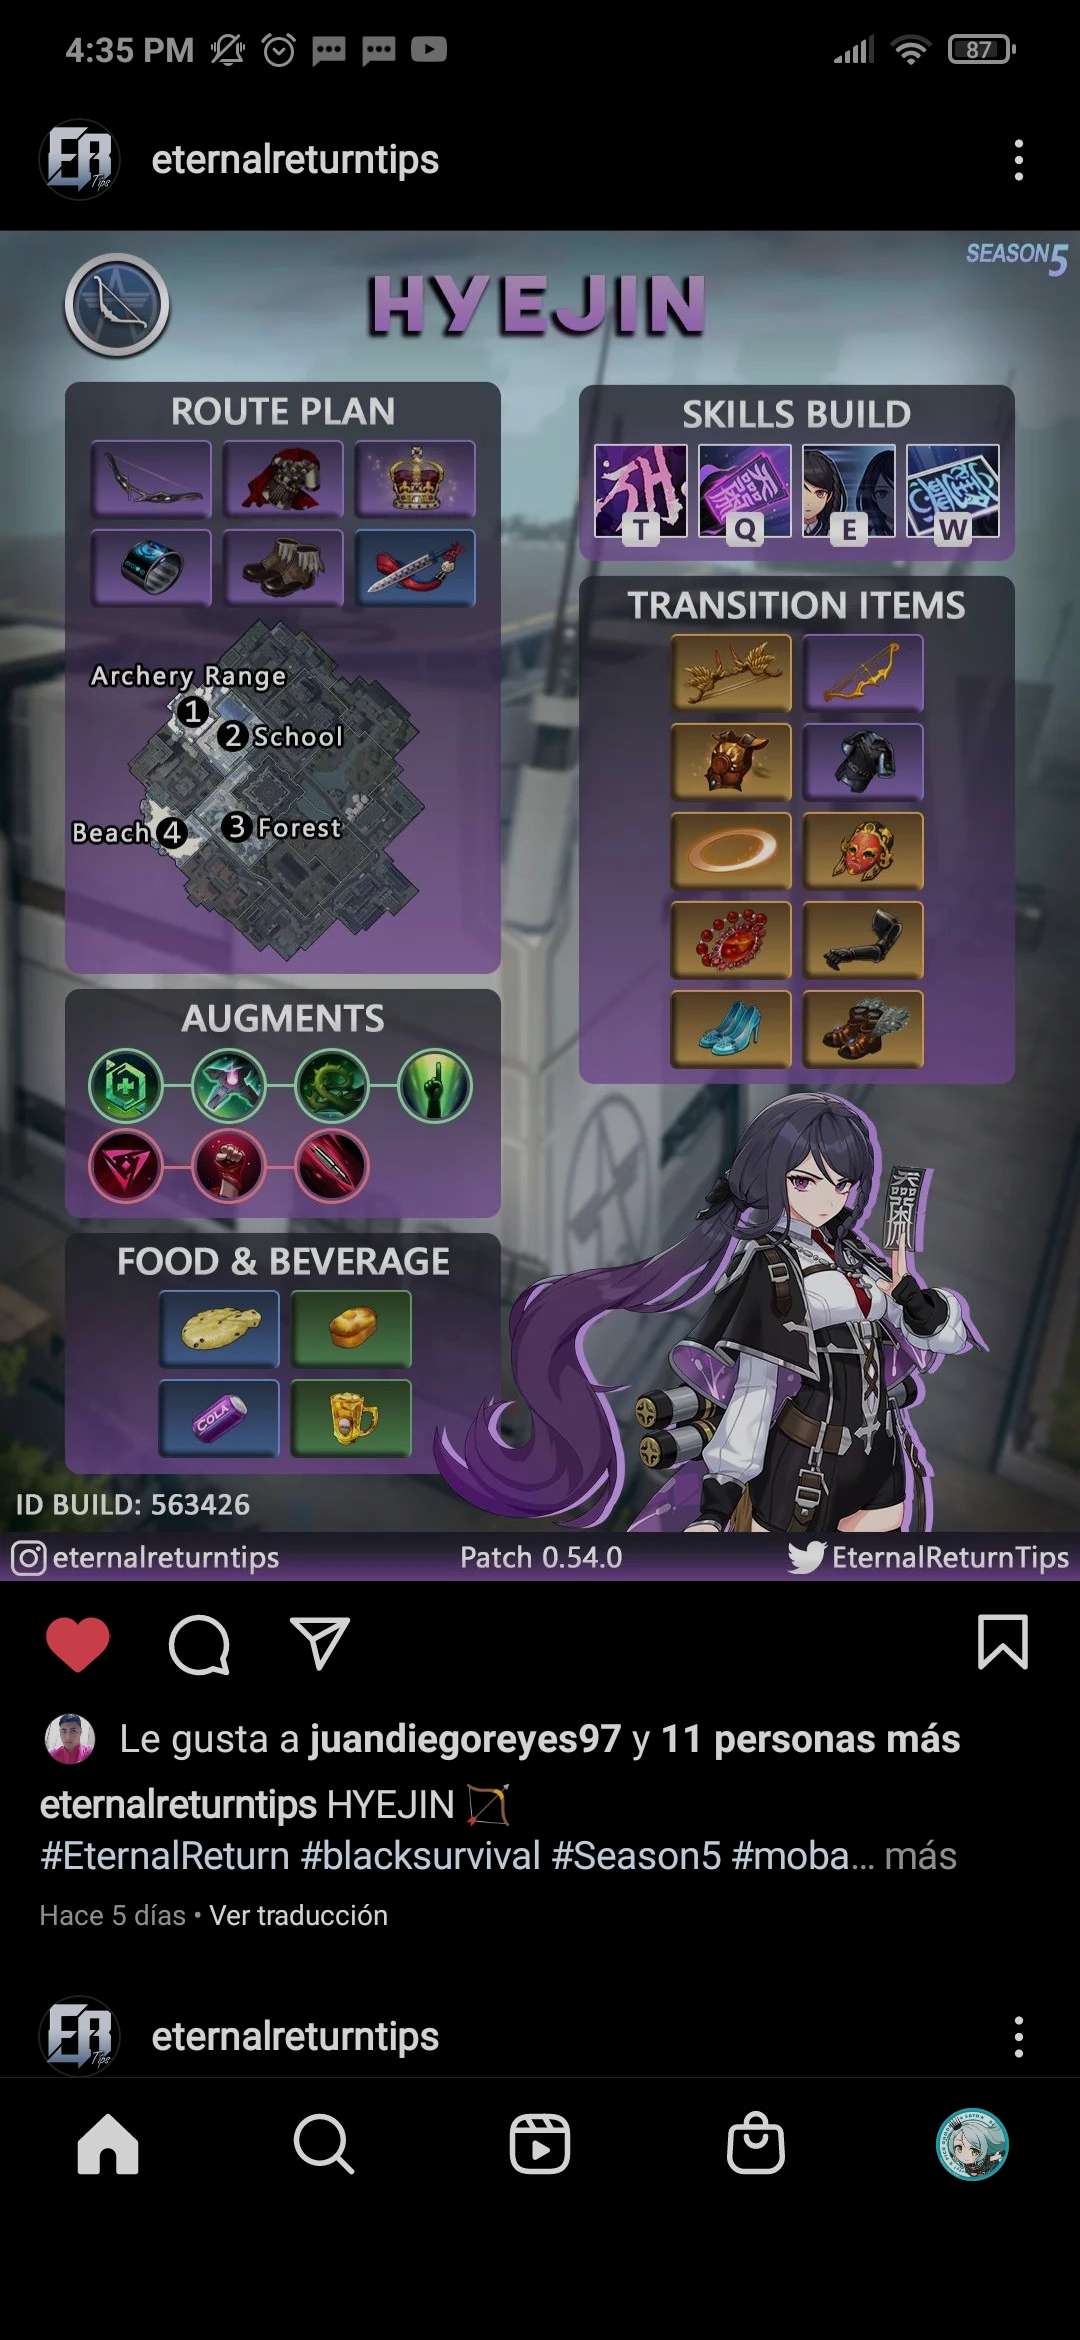 4:35 PM
87
eternalreturntips
SEASON5
HYEJIN
ROUTE PLAN
Archery Range
1
2 School
3 Forest
Beach 4
SKILLS BUILD
T Q E W
TRANSITION ITEMS
AUGMENTS
FOOD & BEVERAGE
COLA
ID BUILD: 563426
eternalreturntips
Patch 0.54.0
EternalReturnTips
Le gusta a juandiegoreyes97 y 11 personas más
eternalreturntips HYEJIN
#EternalReturn #blacksurvival #Season5 #moba... más
Hace 5 días • Ver traducción
ER Tips
eternalreturntips